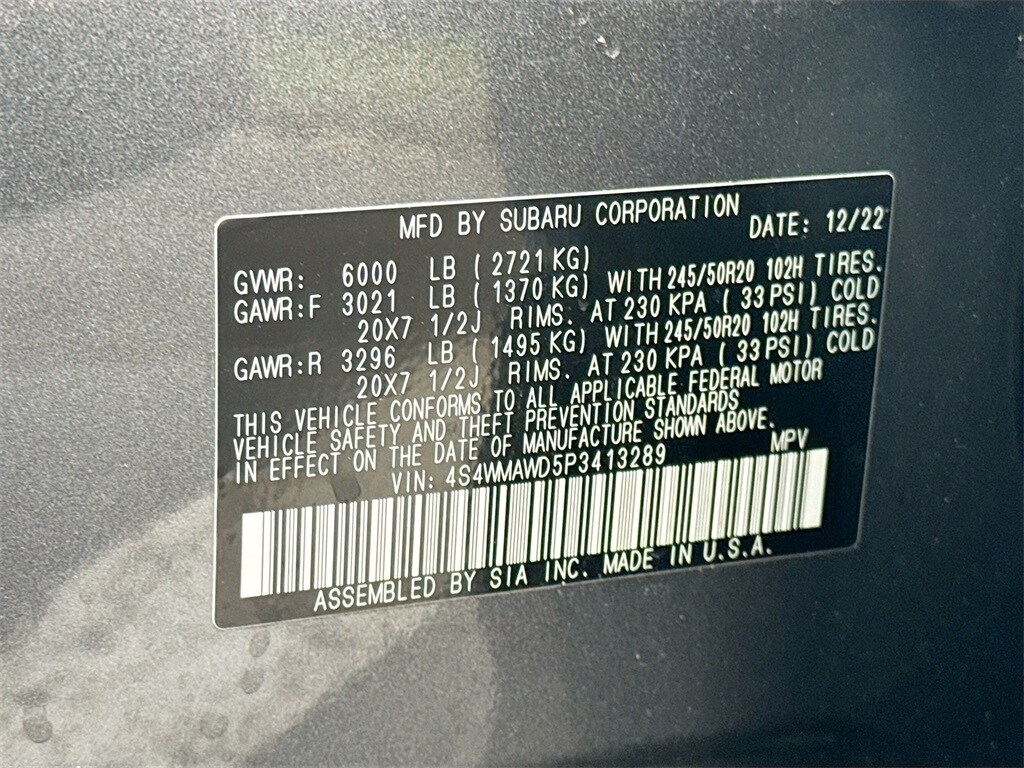 MFD BY SUBARU CORPORATION DATE: 12/22
GVWR: 6000 LB ( 2721 KG)
GAWR:F 3021 LB ( 1370 KG) WITH 245/50R20 102H TIRES.
20X7 1/2J RIMS. AT 230 KPA ( 33 PSI) COLD
GAWR:R 3296 LB ( 1495 KG) WITH 245/50R20 102H TIRES.
20X7 1/2J RIMS. AT 230 KPA ( 33 PSI) COLD
THIS VEHICLE CONFORMS TO ALL APPLICABLE FEDERAL MOTOR
VEHICLE SAFETY AND THEFT PREVENTION STANDARDS
IN EFFECT ON THE DATE OF MANUFACTURE SHOWN ABOVE.
VIN: 4S4WMAWD5P3413289 MPV
ASSEMBLED BY SIA INC. MADE IN U.S.A.